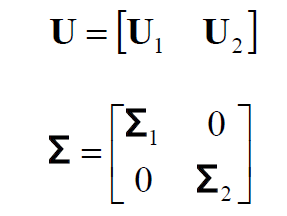 U = [U₁ U₂]
Σ = [Σ₁ 0
0 Σ₂]